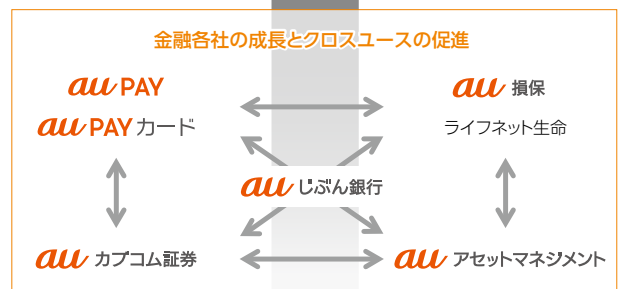 金融各社の成長とクロスユースの促進
au PAY
au 損保
au PAY カード
ライフネット生命
au じぶん銀行
au カブコム証券
au アセットマネジメント